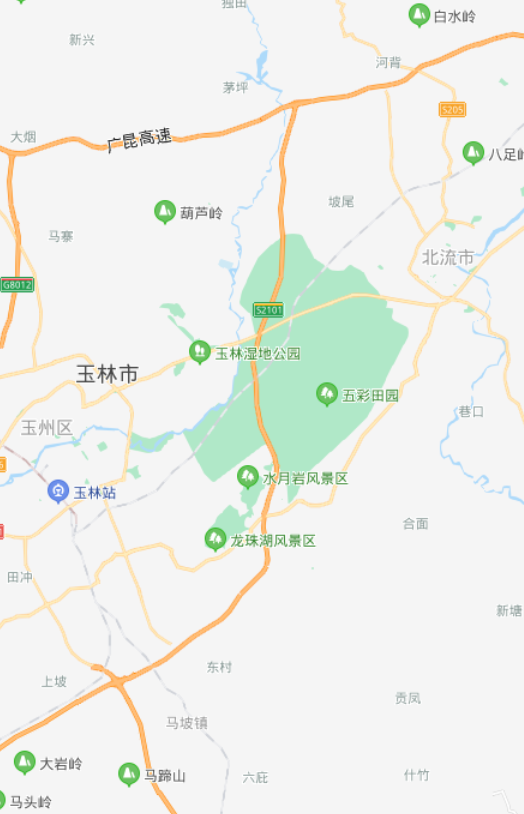 独田
白水岭
新兴
河背
茅坪
S205
大烟
广昆高速
八足岭
坡尾
葫芦岭
马寨
北流市
G8012
S2101
玉林湿地公园
玉林市
五彩田园
巷口
玉州区
水月岩风景区
玉林站
合面
龙珠湖风景区
田冲
新塘
东村
上坡
贡凤
马坡镇
大岩岭
马蹄山
六庇
什竹
马头岭